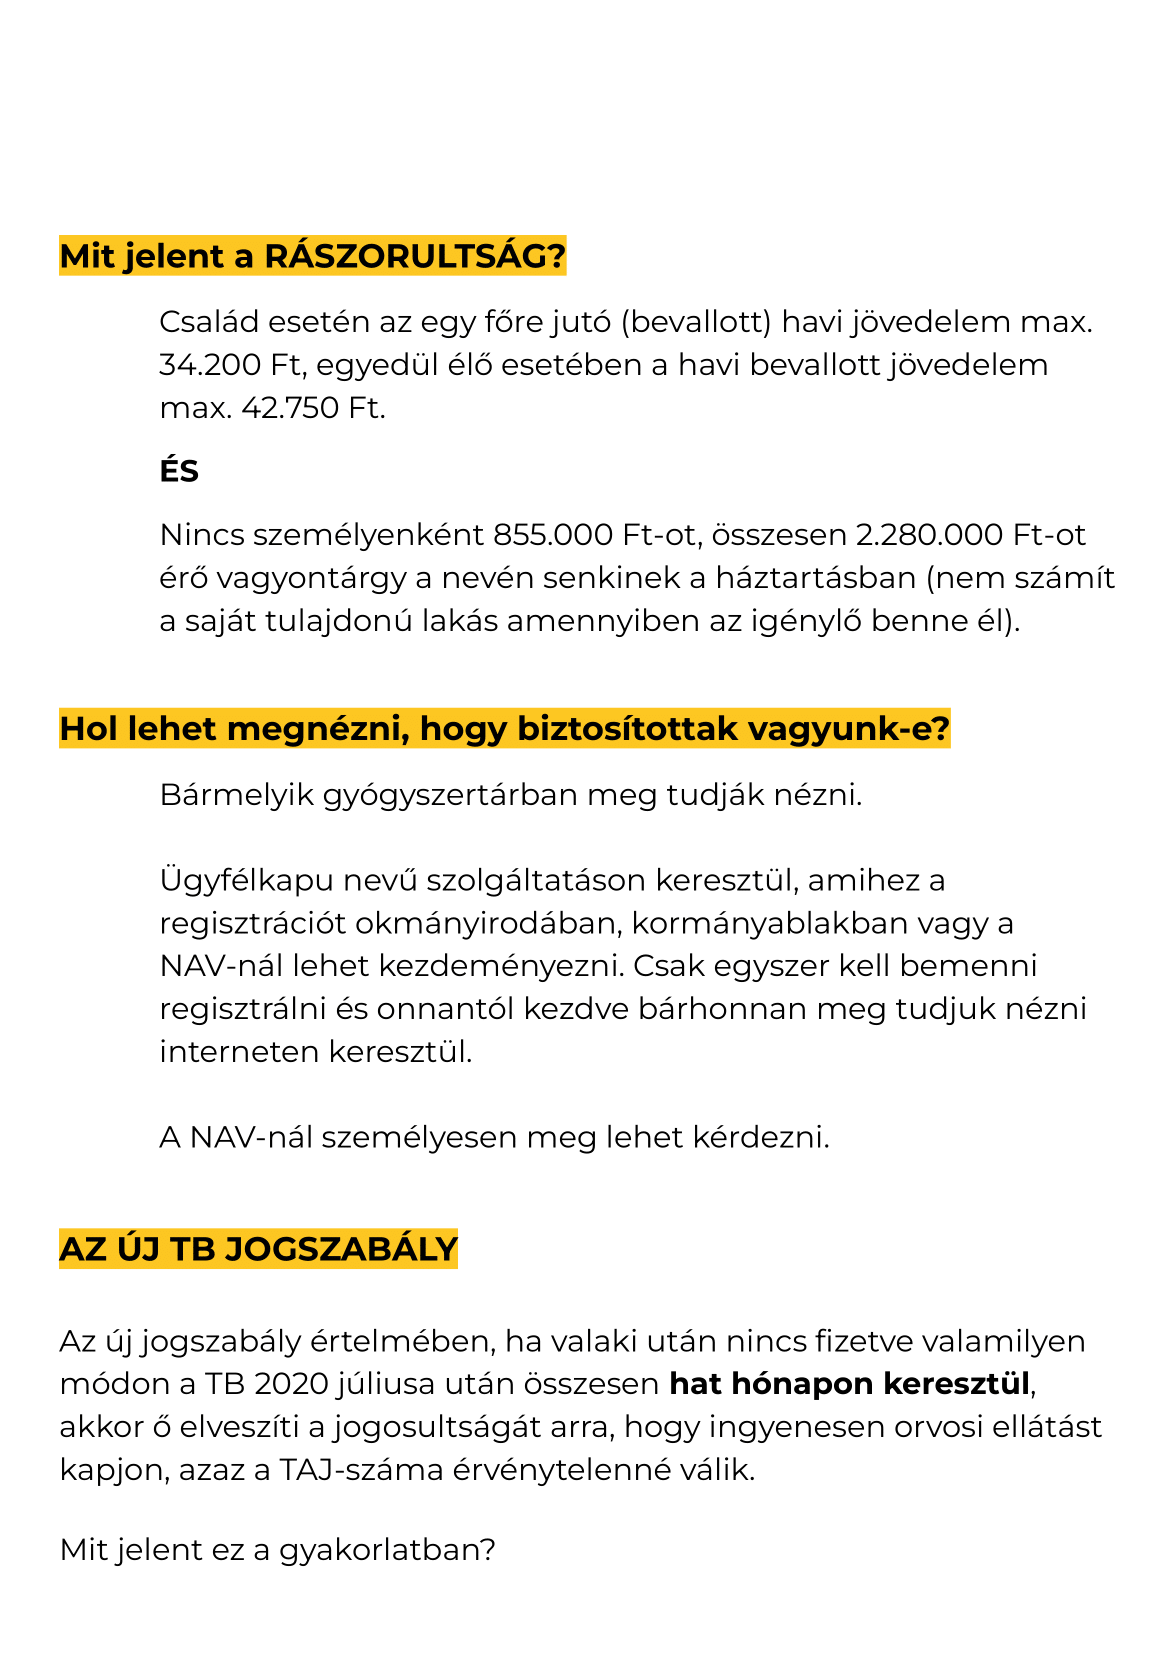 Mit jelent a RÁSZORULTSÁG?
Család esetén az egy főre jutó (bevallott) havi jövedelem max.
34.200 Ft, egyedül élő esetében a havi bevallott jövedelem
max. 42.750 Ft.
ÉS
Nincs személyenként 855.000 Ft-ot, összesen 2.280.000 Ft-ot
érő vagyontárgy a nevén senkinek a háztartásban (nem számít
a saját tulajdonú lakás amennyiben az igénylő benne él).
Hol lehet megnézni, hogy biztosítottak vagyunk-e?
Bármelyik gyógyszertárban meg tudják nézni.
Ügyfélkapu nevű szolgáltatáson keresztül, amihez a
regisztrációt okmányirodában, kormányablakban vagy a
NAV-nál lehet kezdeményezni. Csak egyszer kell bemenni
regisztrálni és onnantól kezdve bárhonnan meg tudjuk nézni
interneten keresztül.
A NAV-nál személyesen meg lehet kérdezni.
AZ ÚJ TB JOGSZABÁLY
Az új jogszabály értelmében, ha valaki után nincs fizetve valamilyen
módon a TB 2020 júliusa után összesen hat hónapon keresztül,
akkor ő elveszíti a jogosultságát arra, hogy ingyenesen orvosi ellátást
kapjon, azaz a TAJ-száma érvénytelenné válik.
Mit jelent ez a gyakorlatban?